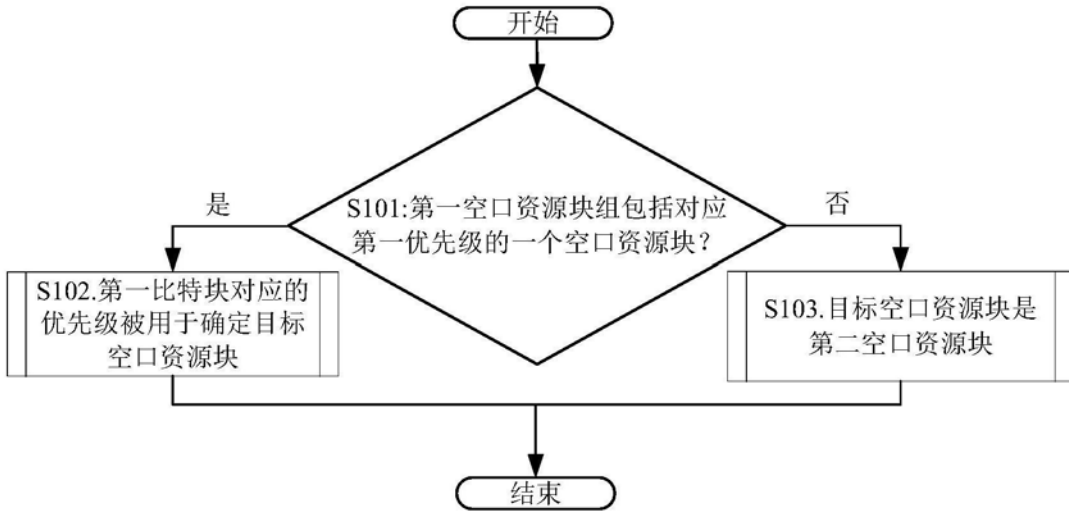 开始
S101:第一空口资源块组包括对应
第一优先级的一个空口资源块？
是
否
S102.第一比特块对应的
优先级被用于确定目标
空口资源块
S103.目标空口资源块是
第二空口资源块
结束